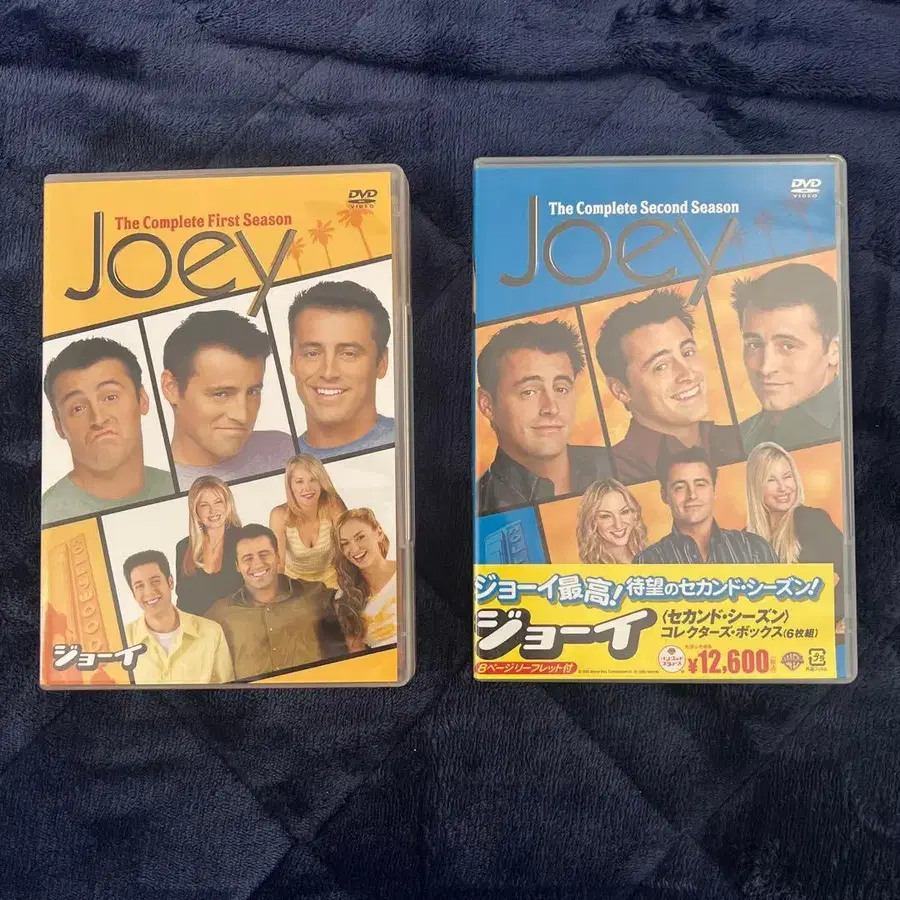 DVD
VIDEO
The Complete First Season
Joey
ジョーイ
DVD
VIDEO
The Complete Second Season
Joey
ジョーイ最高!待望のセカンド・シーズン!
ジョーイ
〈セカンド・シーズン〉
コレクターズ・ボックス(6枚組)
8ページリーフレット付
¥12,600